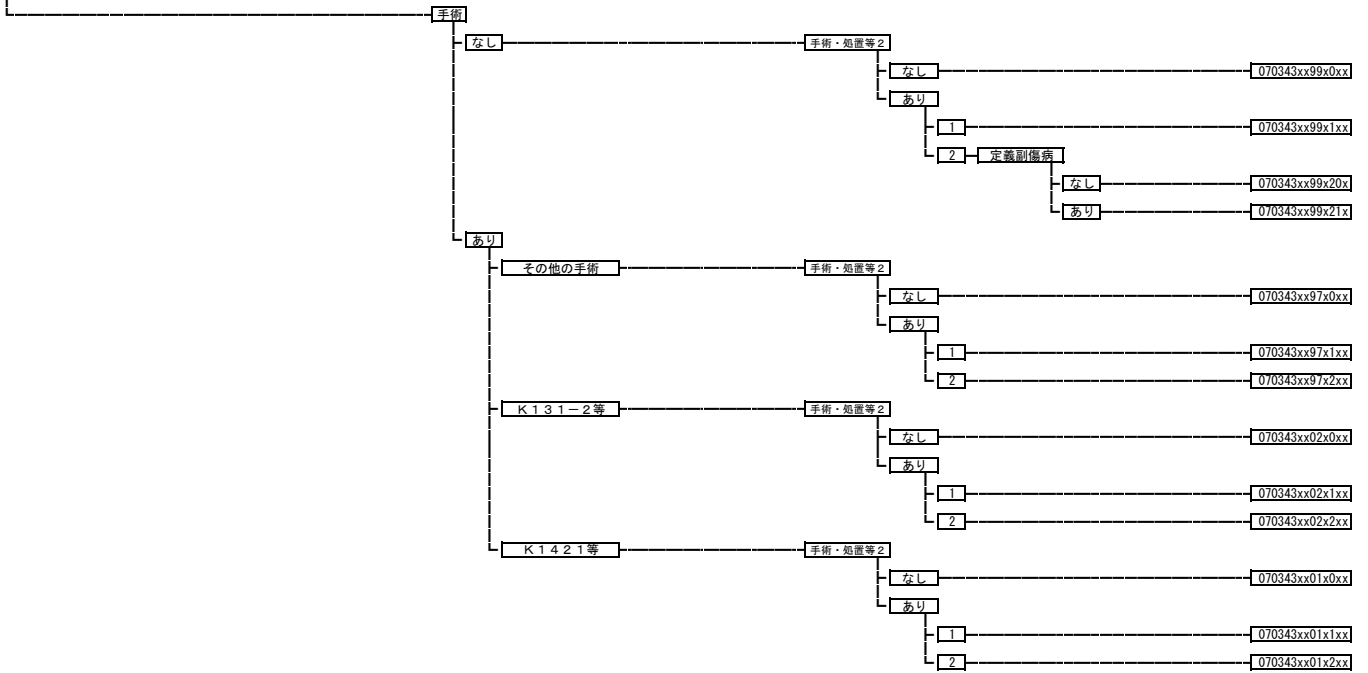 手術
なし 手術・処置等2
なし 070343xx99x0xx
あり
1 070343xx99x1xx
2 定義副傷病
なし 070343xx99x20x
あり 070343xx99x21x
あり
その他の手術 手術・処置等2
なし 070343xx97x0xx
あり
1 070343xx97x1xx
2 070343xx97x2xx
K131-2等 手術・処置等2
なし 070343xx02x0xx
あり
1 070343xx02x1xx
2 070343xx02x2xx
K1421等 手術・処置等2
なし 070343xx01x0xx
あり
1 070343xx01x1xx
2 070343xx01x2xx